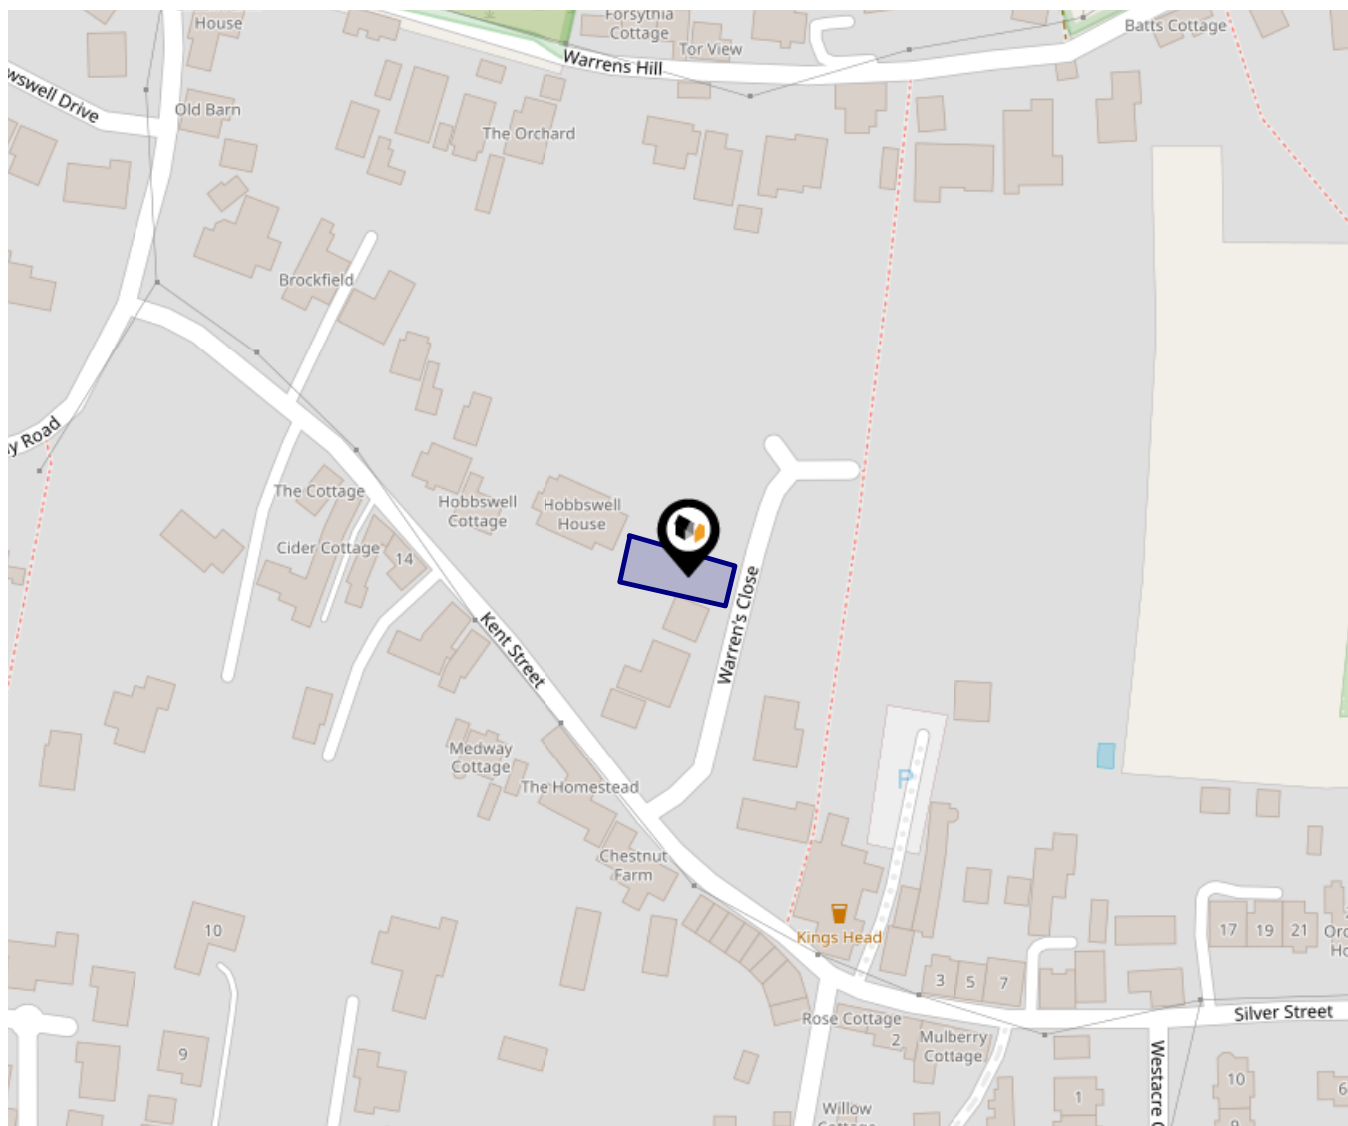 House
Forsythia
Cottage
Tor View
Batts Cottage
Warrens Hill
wswell Drive
Old Barn
The Orchard
Brockfield
y Road
The Cottage
Hobbswell
Cottage
Hobbswell
House
Cider Cottage
14
Kent Street
Warren's Close
Medway
Cottage
The Homestead
P
Chestnut
Farm
10
Kings Head
17
19
21
3
5
7
Rose Cottage
2
Mulberry
Cottage
Silver Street
9
Westacre
10
1
6
Willow
Cottage